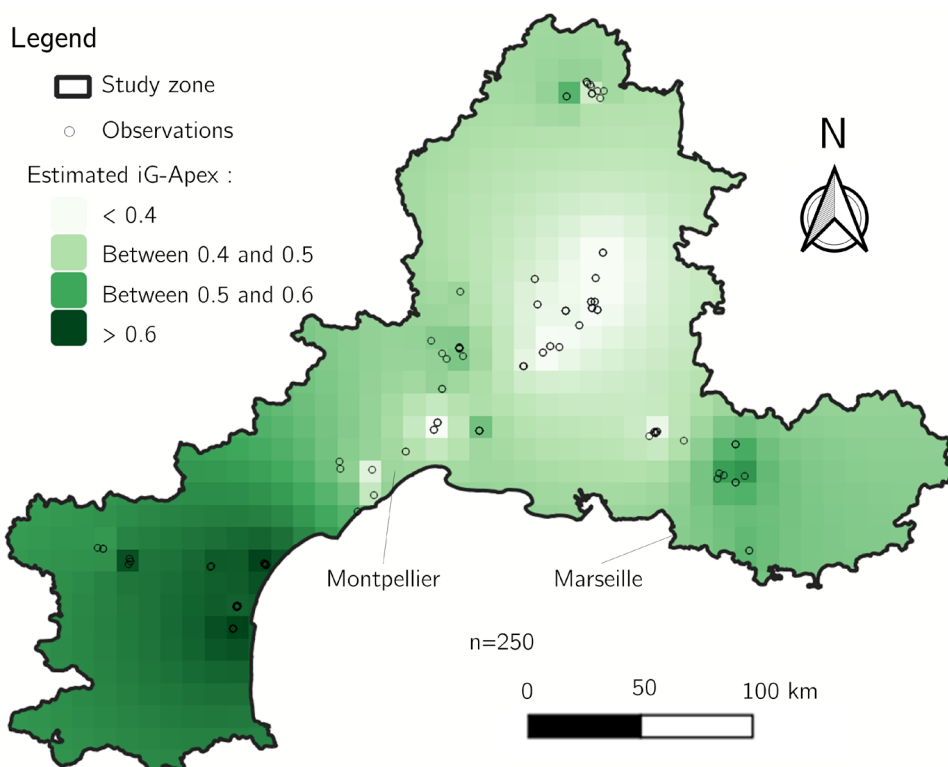 Legend
Study zone
Observations
Estimated iG-Apex :
< 0.4
Between 0.4 and 0.5
Between 0.5 and 0.6
> 0.6
N
Montpellier
Marseille
n=250
0 50 100 km